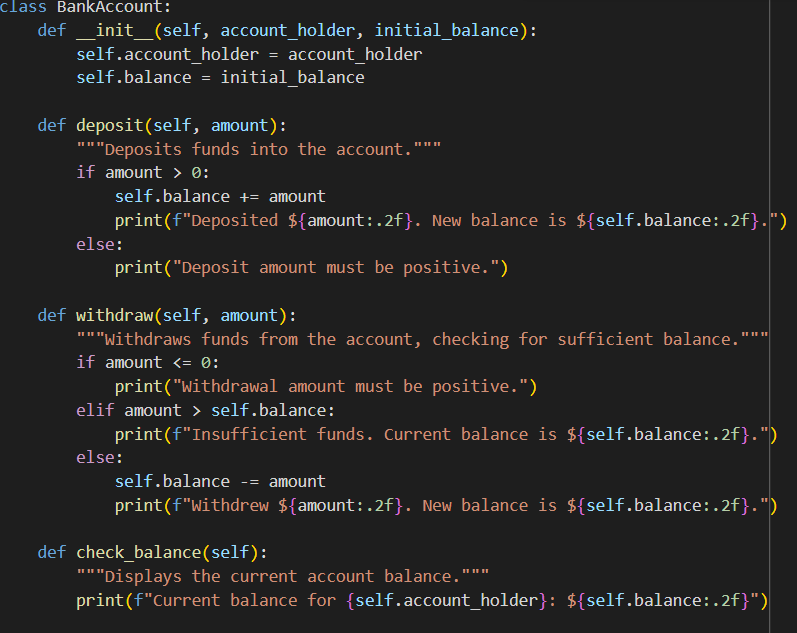 class BankAccount:
    def __init__(self, account_holder, initial_balance):
        self.account_holder = account_holder
        self.balance = initial_balance

    def deposit(self, amount):
        """Deposits funds into the account."""
        if amount > 0:
            self.balance += amount
            print(f"Deposited ${amount:.2f}. New balance is ${self.balance:.2f}.")
        else:
            print("Deposit amount must be positive.")

    def withdraw(self, amount):
        """Withdraws funds from the account, checking for sufficient balance."""
        if amount <= 0:
            print("Withdrawal amount must be positive.")
        elif amount > self.balance:
            print(f"Insufficient funds. Current balance is ${self.balance:.2f}.")
        else:
            self.balance -= amount
            print(f"Withdrew ${amount:.2f}. New balance is ${self.balance:.2f}.")

    def check_balance(self):
        """Displays the current account balance."""
        print(f"Current balance for {self.account_holder}: ${self.balance:.2f}")